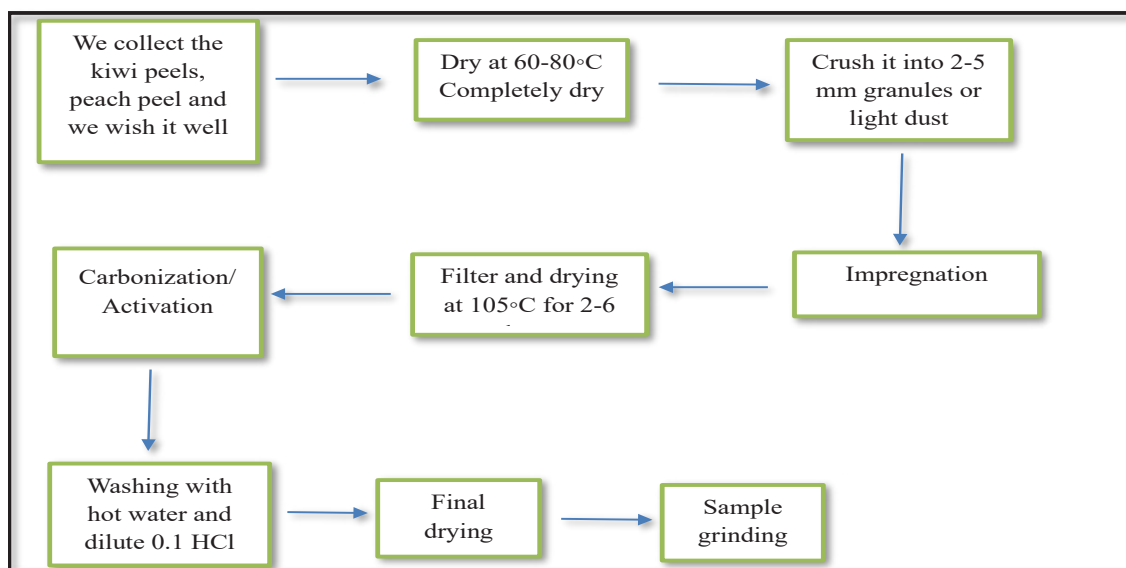 We collect the
kiwi peels,
peach peel and
we wish it well
Dry at 60-80◦C
Completely dry
Crush it into 2-5
mm granules or
light dust
Impregnation
Filter and drying
at 105◦C for 2-6
Carbonization/
Activation
Washing with
hot water and
dilute 0.1 HCl
Final
drying
Sample
grinding